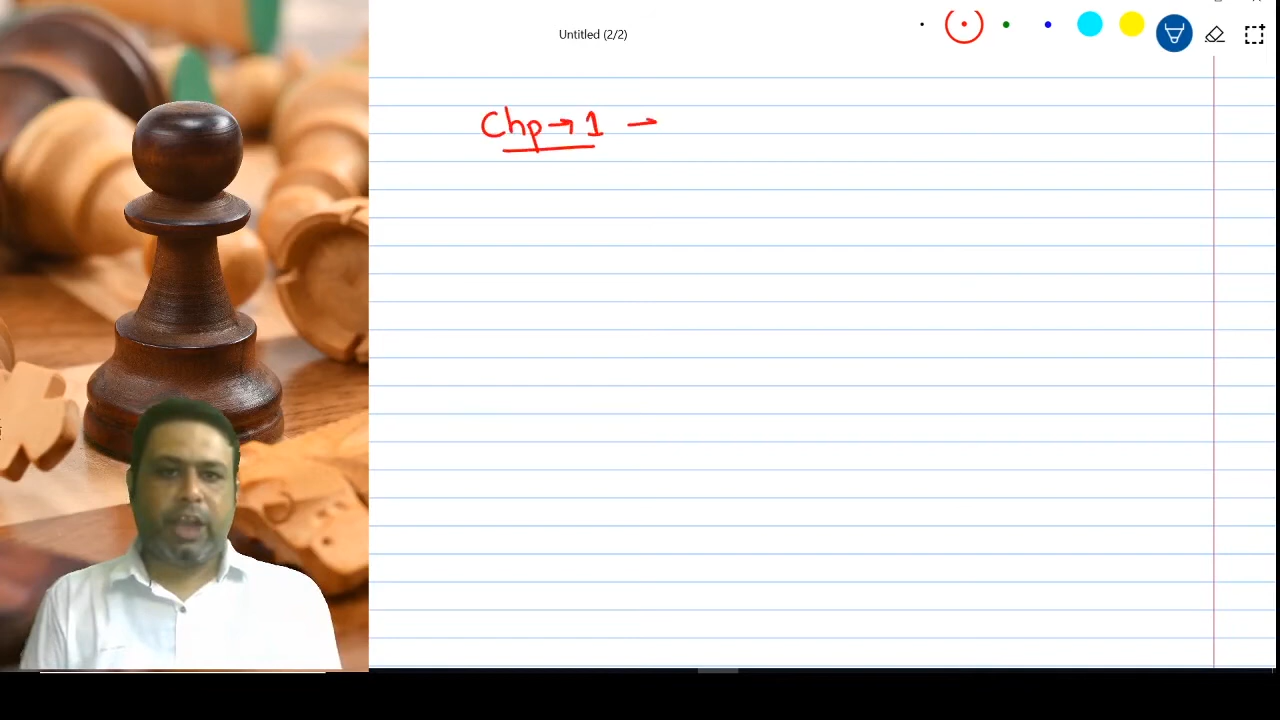 Untitled (2/2)
Chp → 1 →